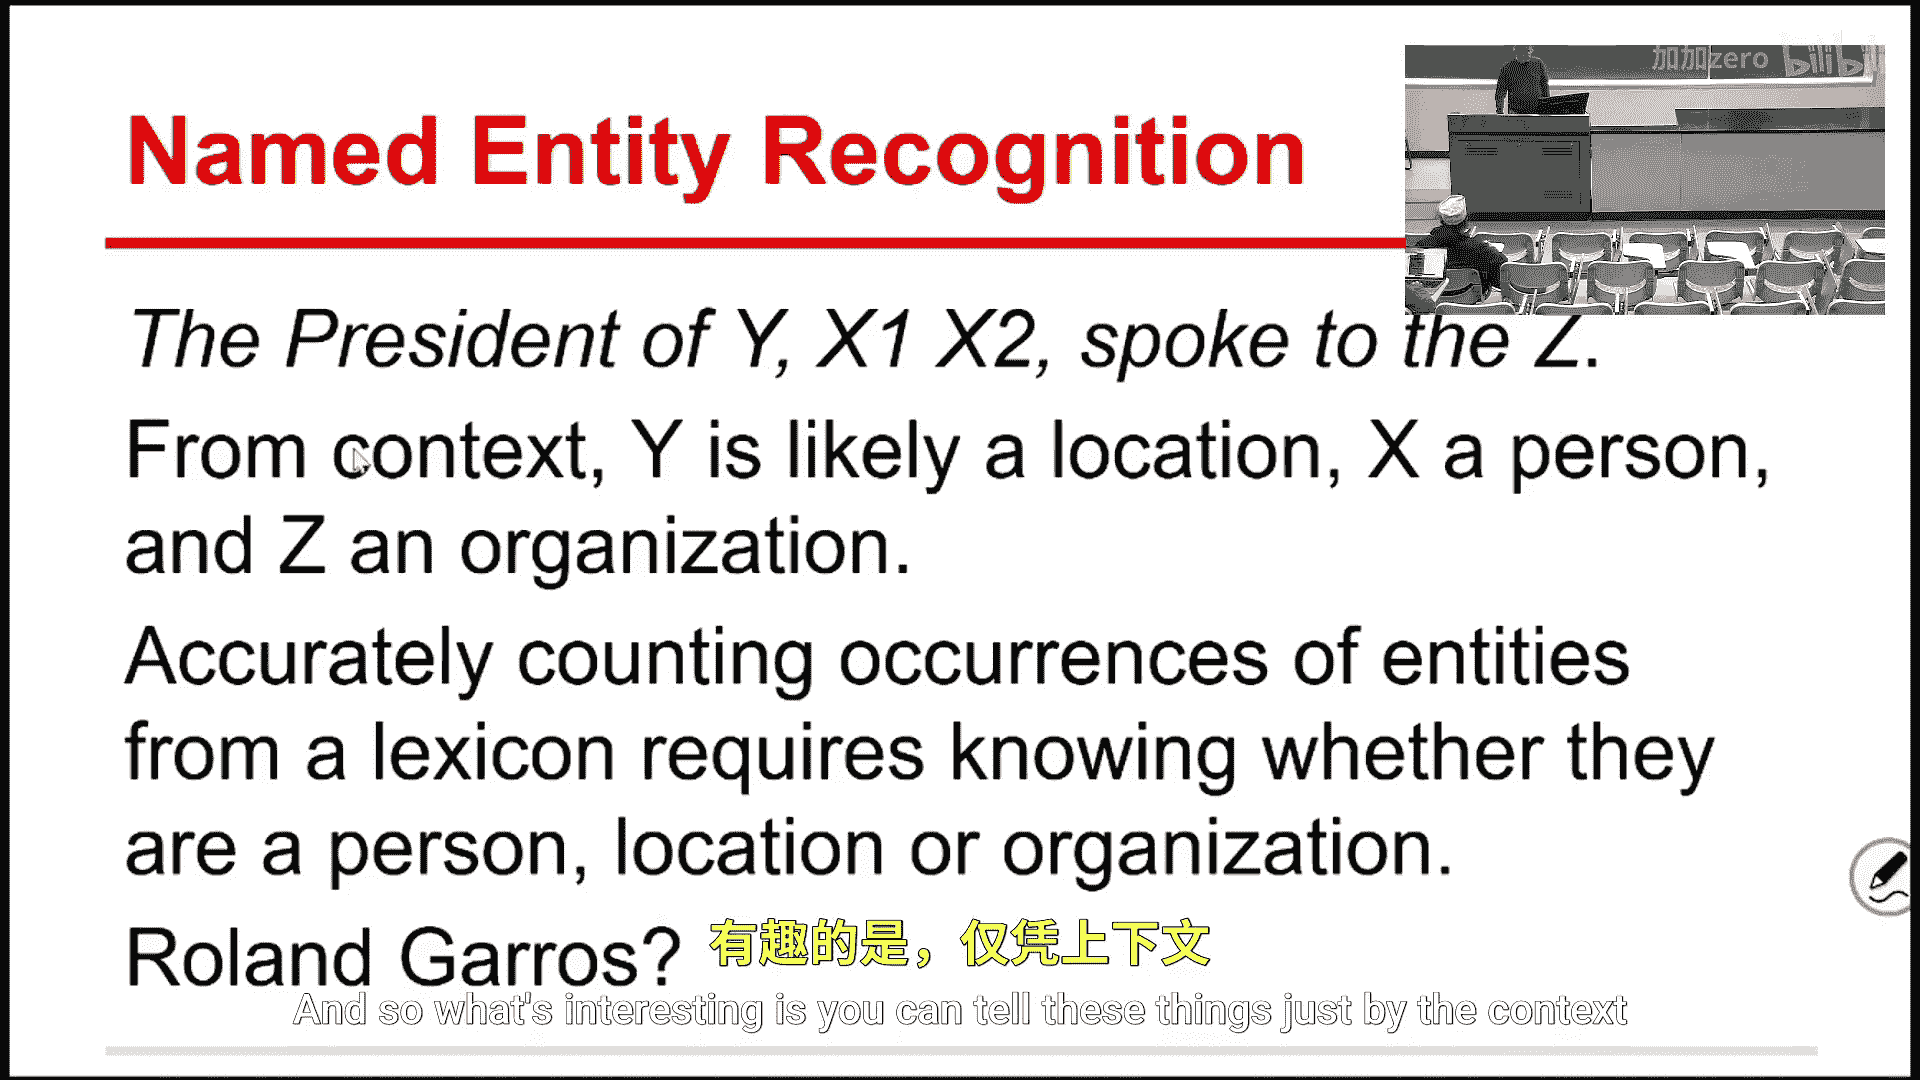 加加zero bilibili
Named Entity Recognition
The President of Y, X1 X2, spoke to the Z.
From context, Y is likely a location, X a person,
and Z an organization.
Accurately counting occurrences of entities
from a lexicon requires knowing whether they
are a person, location or organization.
Roland Garros?
有趣的是，仅凭上下文
And so what's interesting is you can tell these things just by the context